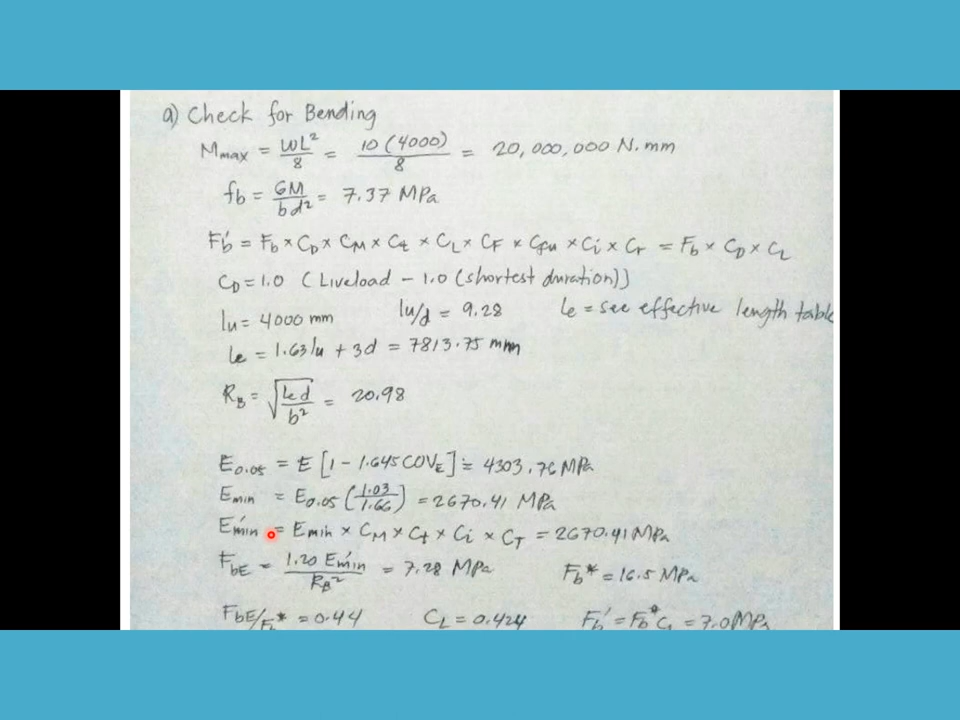 a) Check for Bending
Mmax = wL²/8 = 10(4000)/8 = 20,000,000 N.mm
fb = 6M/bd² = 7.37 MPa
Fb' = Fb × CD × CM × Ct × CL × CF × Cfu × Ci × Cr = Fb × CD × CL
CD = 1.0 (Liveload - 1.0 (shortest duration))
lu = 4000 mm lu/d = 9.28 le = see effective length table
le = 1.63lu + 3d = 7813.75 mm
RB = √(led/b²) = 20.98
E0.05 = E [1 - 1.645COVE] = 4303.76 MPa
Emin = E0.05 (1.03/1.66) = 2670.41 MPa
E'min = Emin × CM × Ct × Ci × CT = 2670.41 MPa
FbE = 1.20 E'min/RB² = 7.28 MPa Fb* = 16.5 MPa
FbE/Fb* = 0.44 CL = 0.424 Fb' = Fb*CL = 7.0 MPa